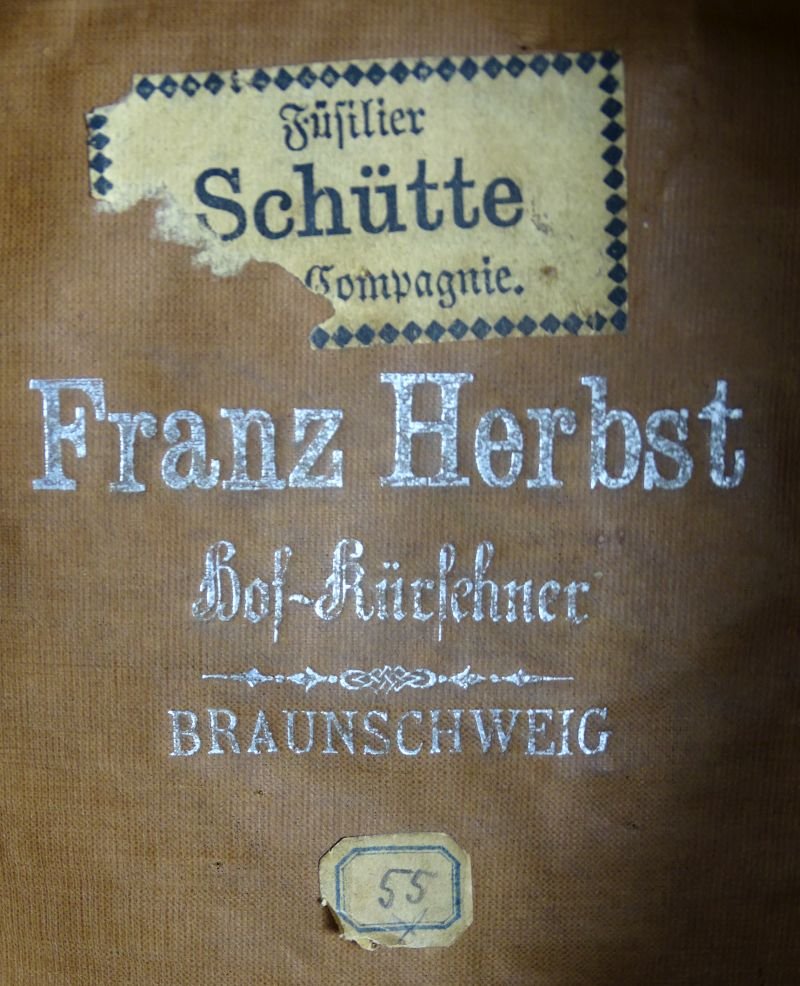 Füsilier
Schütte
Compagnie.
Franz Herbst
Hof-Kürschner
BRAUNSCHWEIG
55